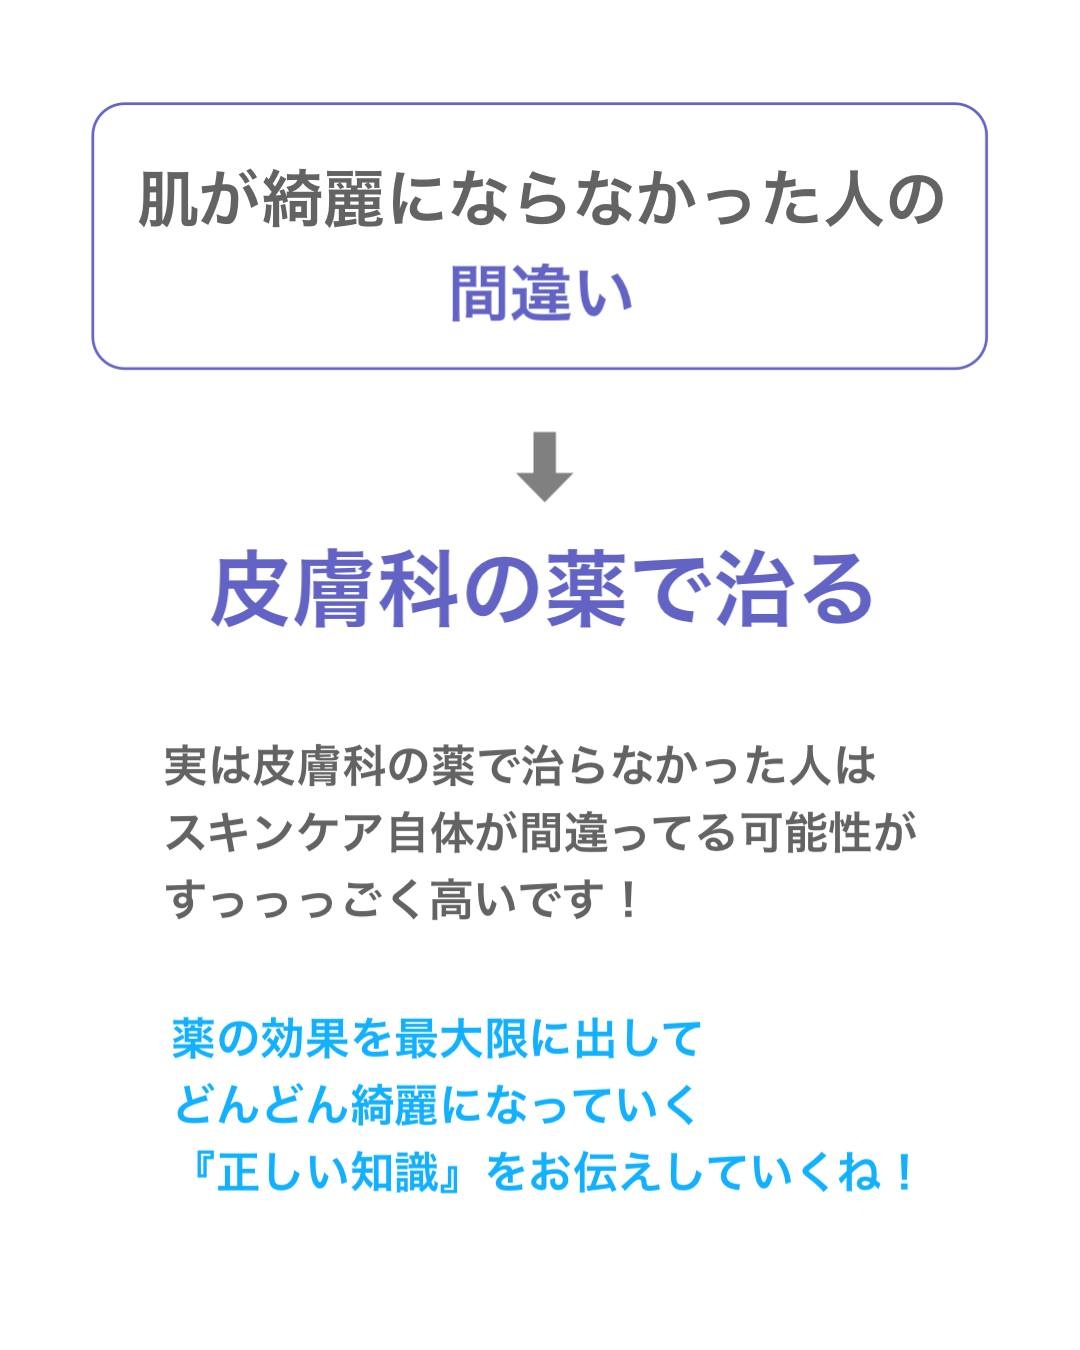 肌が綺麗にならなかった人の
間違い
皮膚科の薬で治る
実は皮膚科の薬で治らなかった人は
スキンケア自体が間違ってる可能性が
すっっっごく高いです！
薬の効果を最大限に出して
どんどん綺麗になっていく
『正しい知識』をお伝えしていくね！